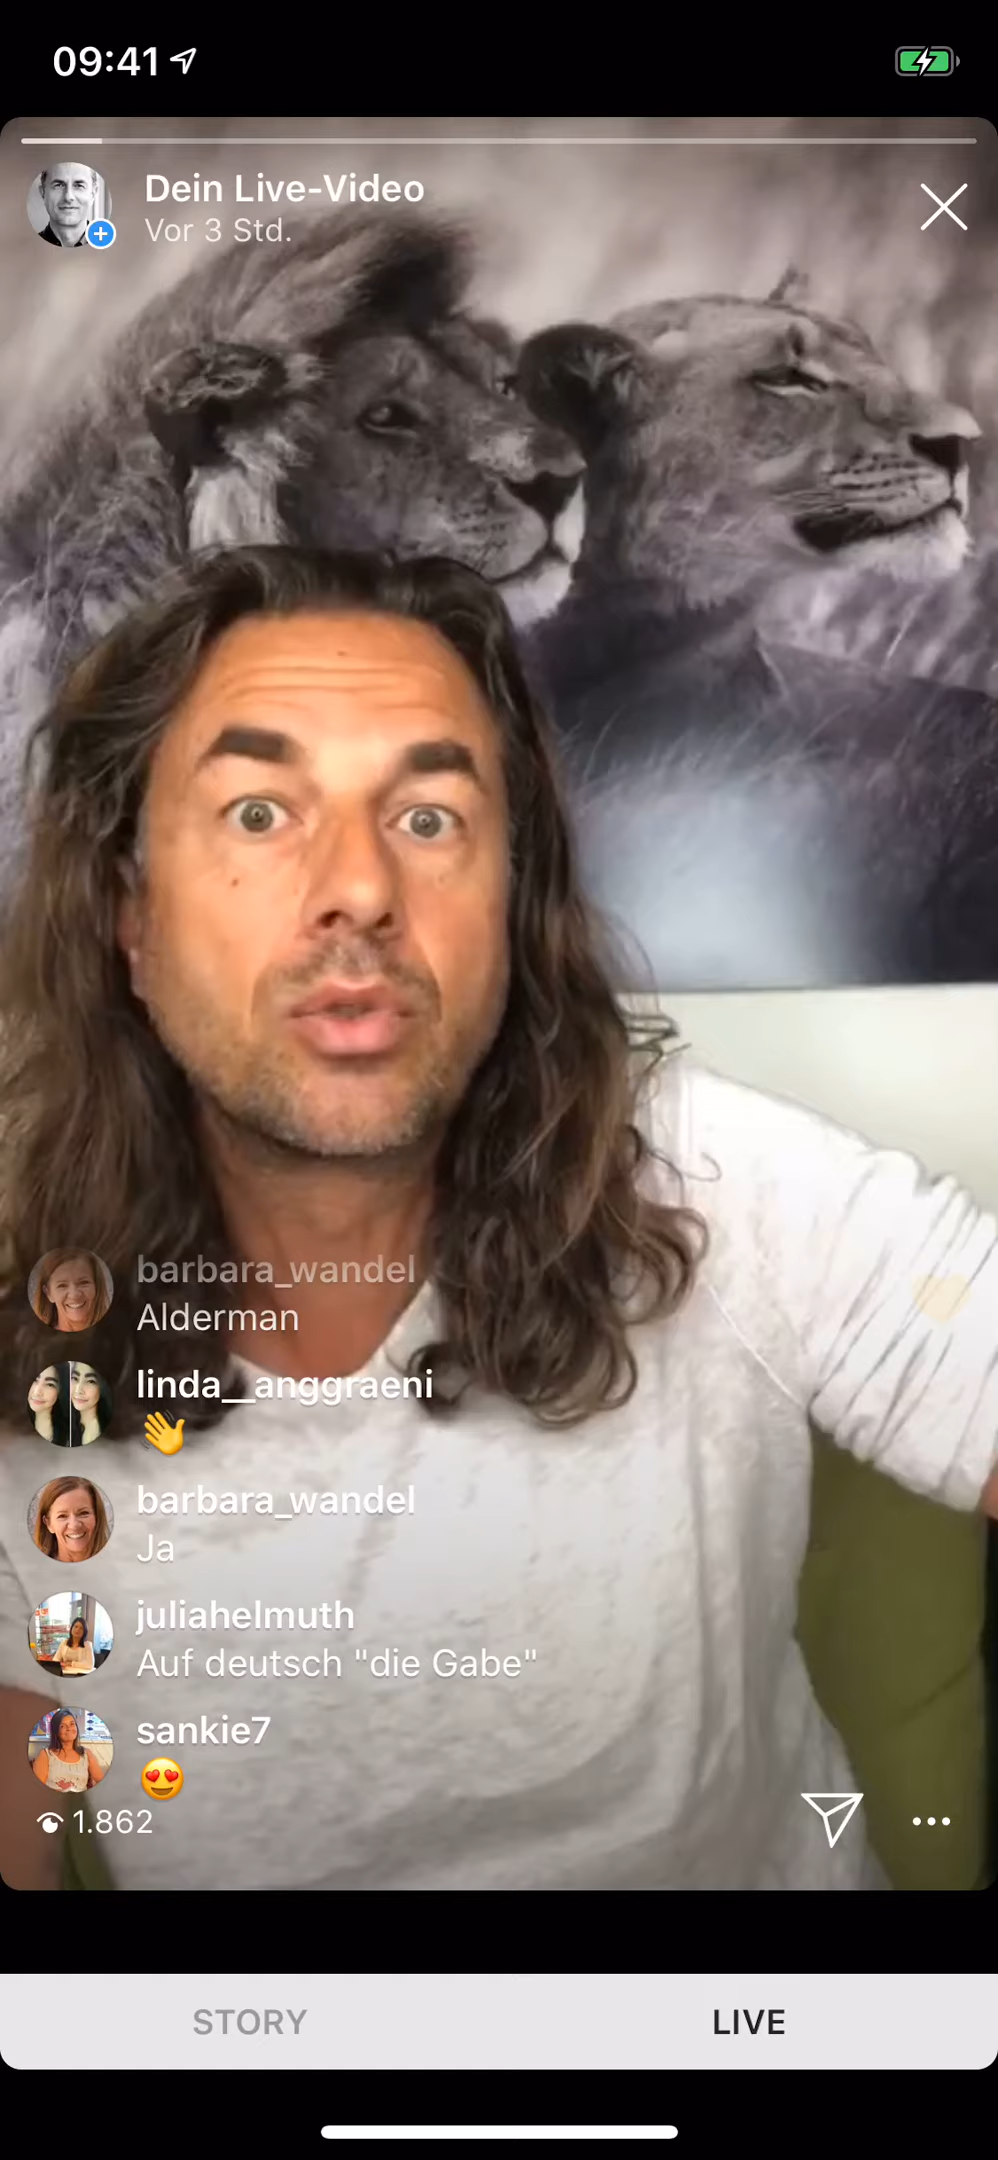 09:41
Dein Live-Video
Vor 3 Std.
barbara_wandel
Alderman
linda__anggraeni
👋
barbara_wandel
Ja
juliahelmuth
Auf deutsch "die Gabe"
sankie7
😍
1.862
STORY
LIVE